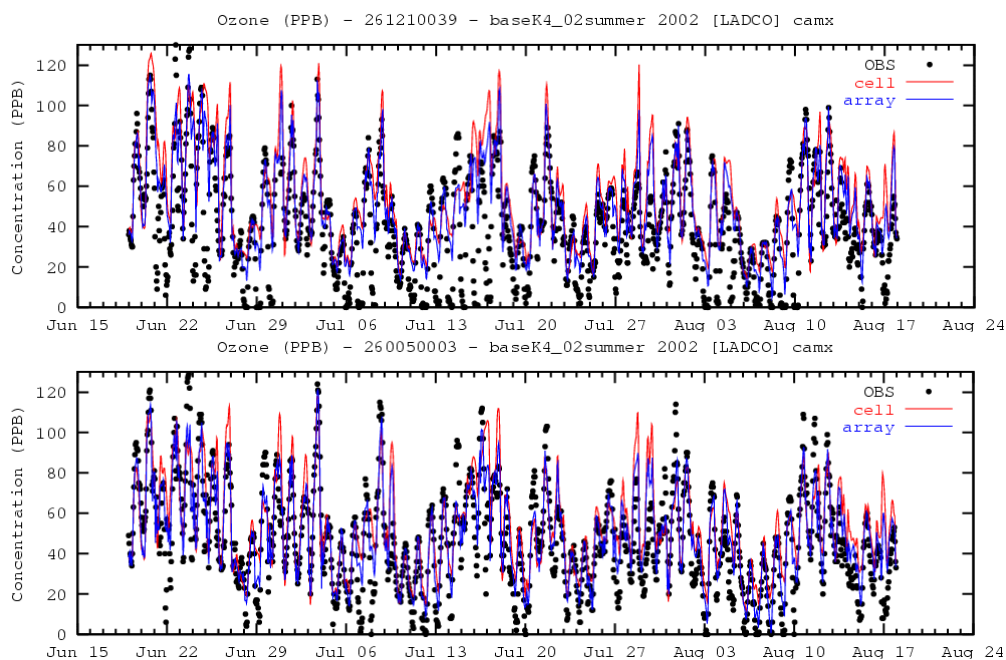 Ozone (PPB) - 261210039 - baseK4_02summer 2002 [LADCO] camx
Concentration (PPB)
120
100
80
60
40
20
0
OBS
cell
array
Jun 15 Jun 22 Jun 29 Jul 06 Jul 13 Jul 20 Jul 27 Aug 03 Aug 10 Aug 17 Aug 24
Ozone (PPB) - 260050003 - baseK4_02summer 2002 [LADCO] camx
Concentration (PPB)
120
100
80
60
40
20
0
OBS
cell
array
Jun 15 Jun 22 Jun 29 Jul 06 Jul 13 Jul 20 Jul 27 Aug 03 Aug 10 Aug 17 Aug 24